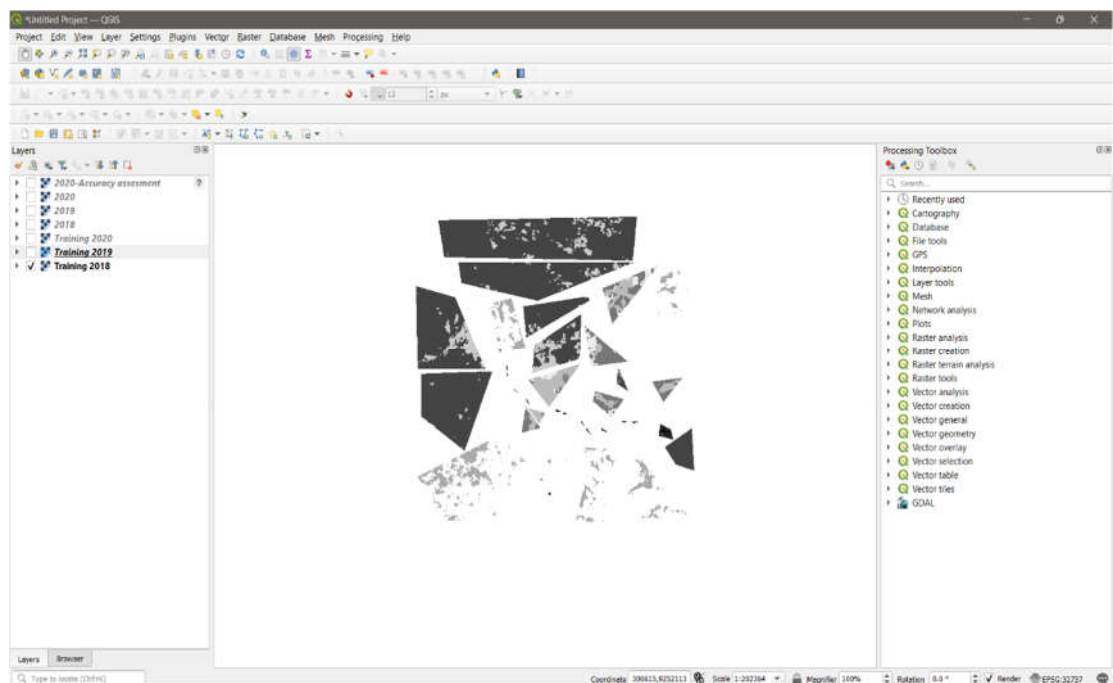 *Untitled Project — QGIS
Project Edit View Layer Settings Plugins Vector Raster Database Mesh Processing Help
12 px
Layers
2020-Accuracy assesment
2020
2019
2018
Training 2020
Training 2019
Training 2018
Processing Toolbox
Search...
Recently used
Cartography
Database
File tools
GPS
Interpolation
Layer tools
Mesh
Network analysis
Plots
Raster analysis
Raster creation
Raster terrain analysis
Raster tools
Vector analysis
Vector creation
Vector general
Vector geometry
Vector overlay
Vector selection
Vector table
Vector tiles
GDAL
Layers Browser
Type to locate (Ctrl+K)
Coordinate Scale 1:202364 Magnifier 100% Rotation 0.0 ° Render EPSG:32737